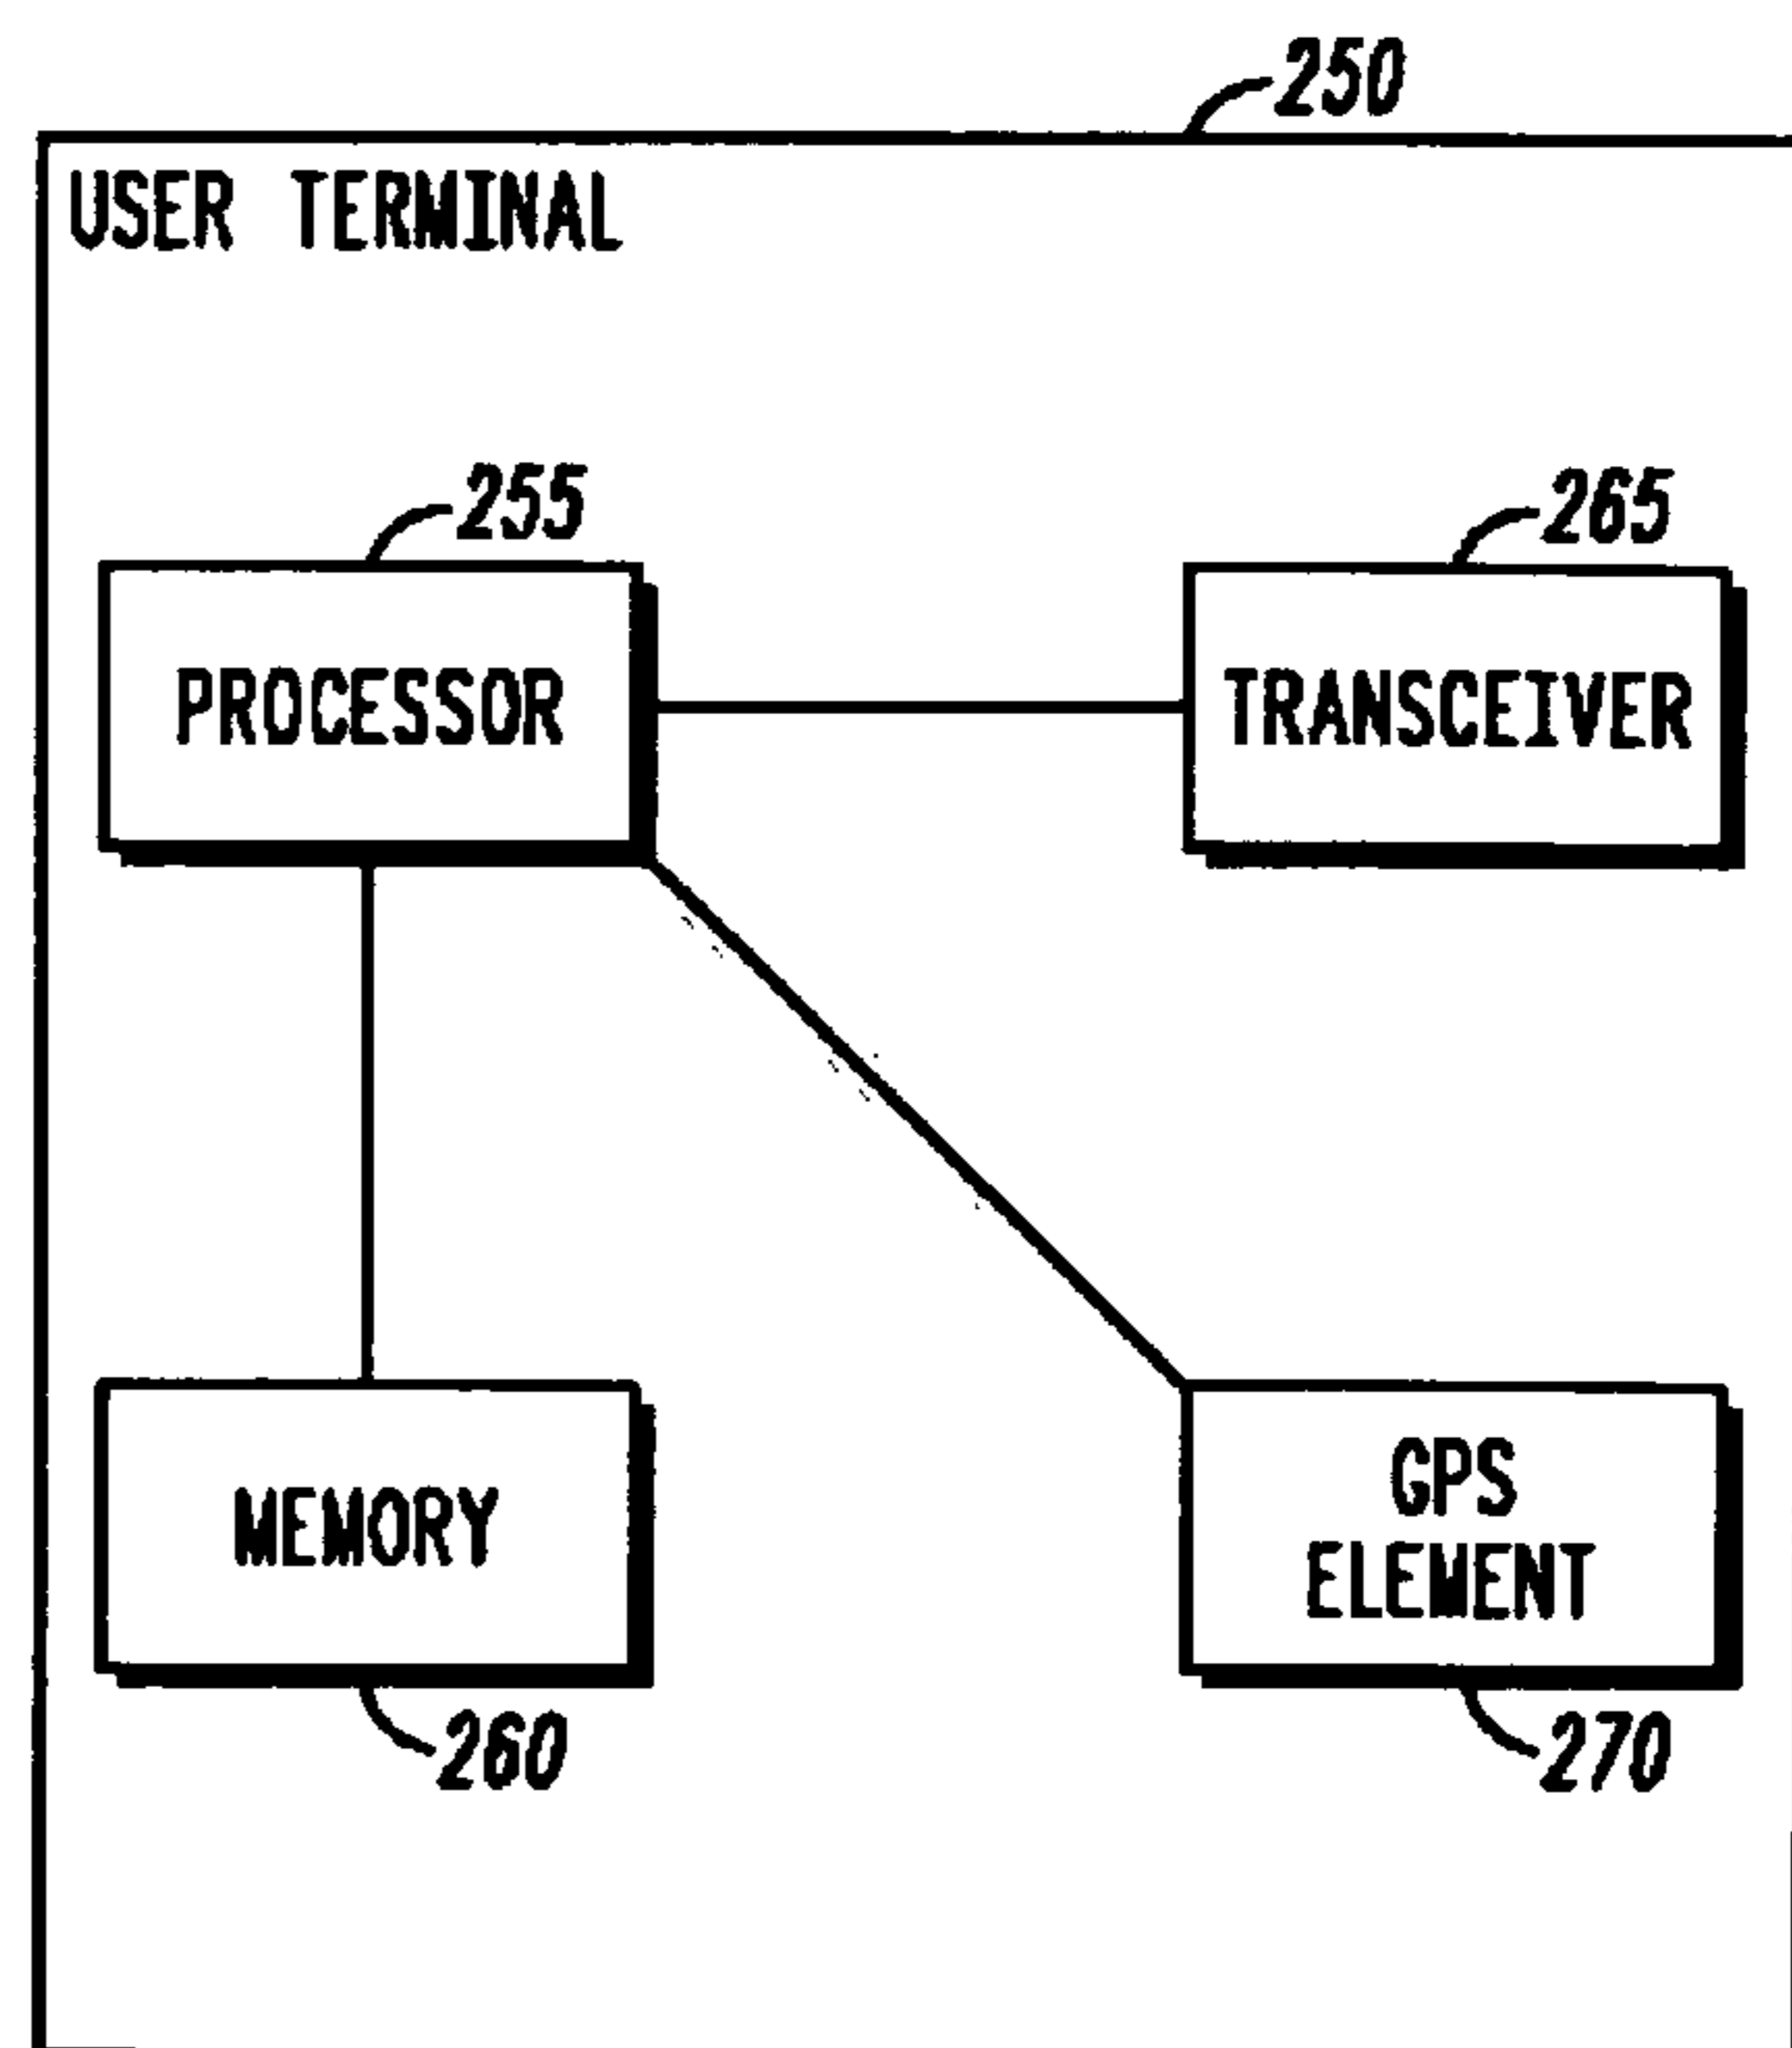 250
USER TERMINAL
255
265
PROCESSOR
TRANSCEIVER
MEMORY
GPS
ELEMENT
260
270